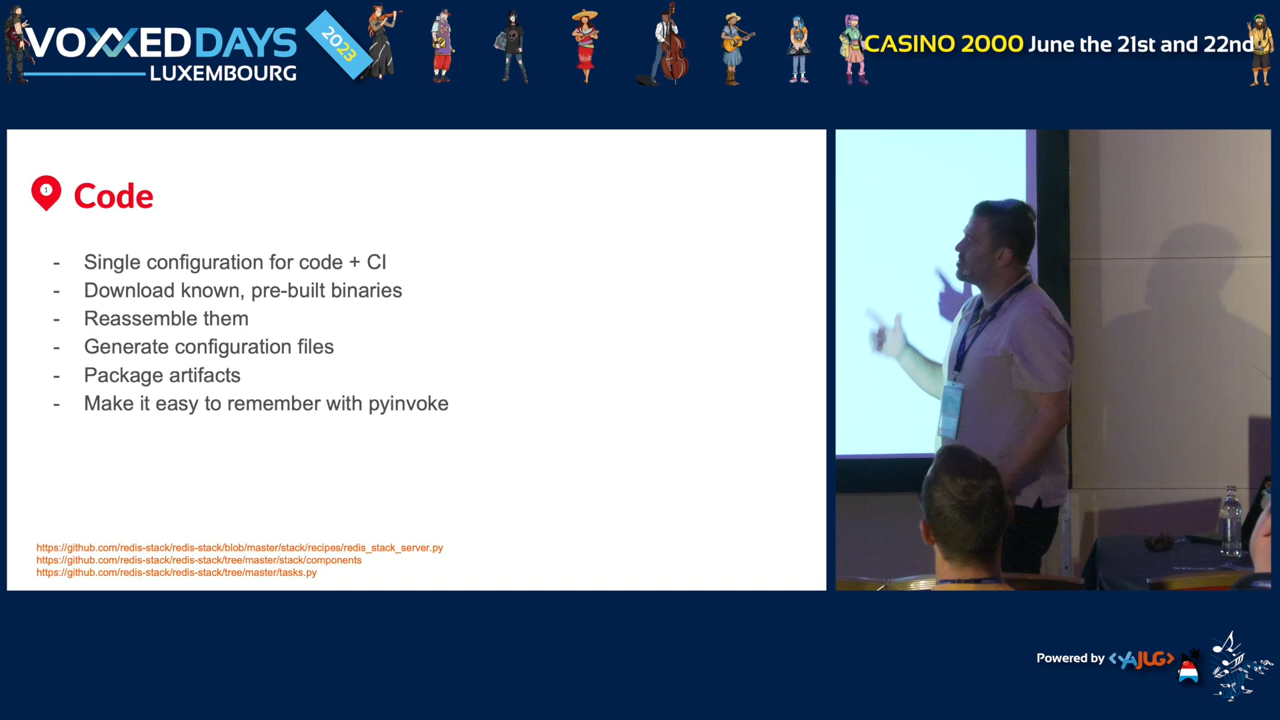 VOXXEDDAYS
LUXEMBOURG
2023
CASINO 2000 June the 21st and 22nd
1
Code
- Single configuration for code + CI
- Download known, pre-built binaries
- Reassemble them
- Generate configuration files
- Package artifacts
- Make it easy to remember with pyinvoke
https://github.com/redis-stack/redis-stack/blob/master/stack/recipes/redis_stack_server.py
https://github.com/redis-stack/redis-stack/tree/master/stack/components
https://github.com/redis-stack/redis-stack/tree/master/tasks.py
Powered by <YAJUG>